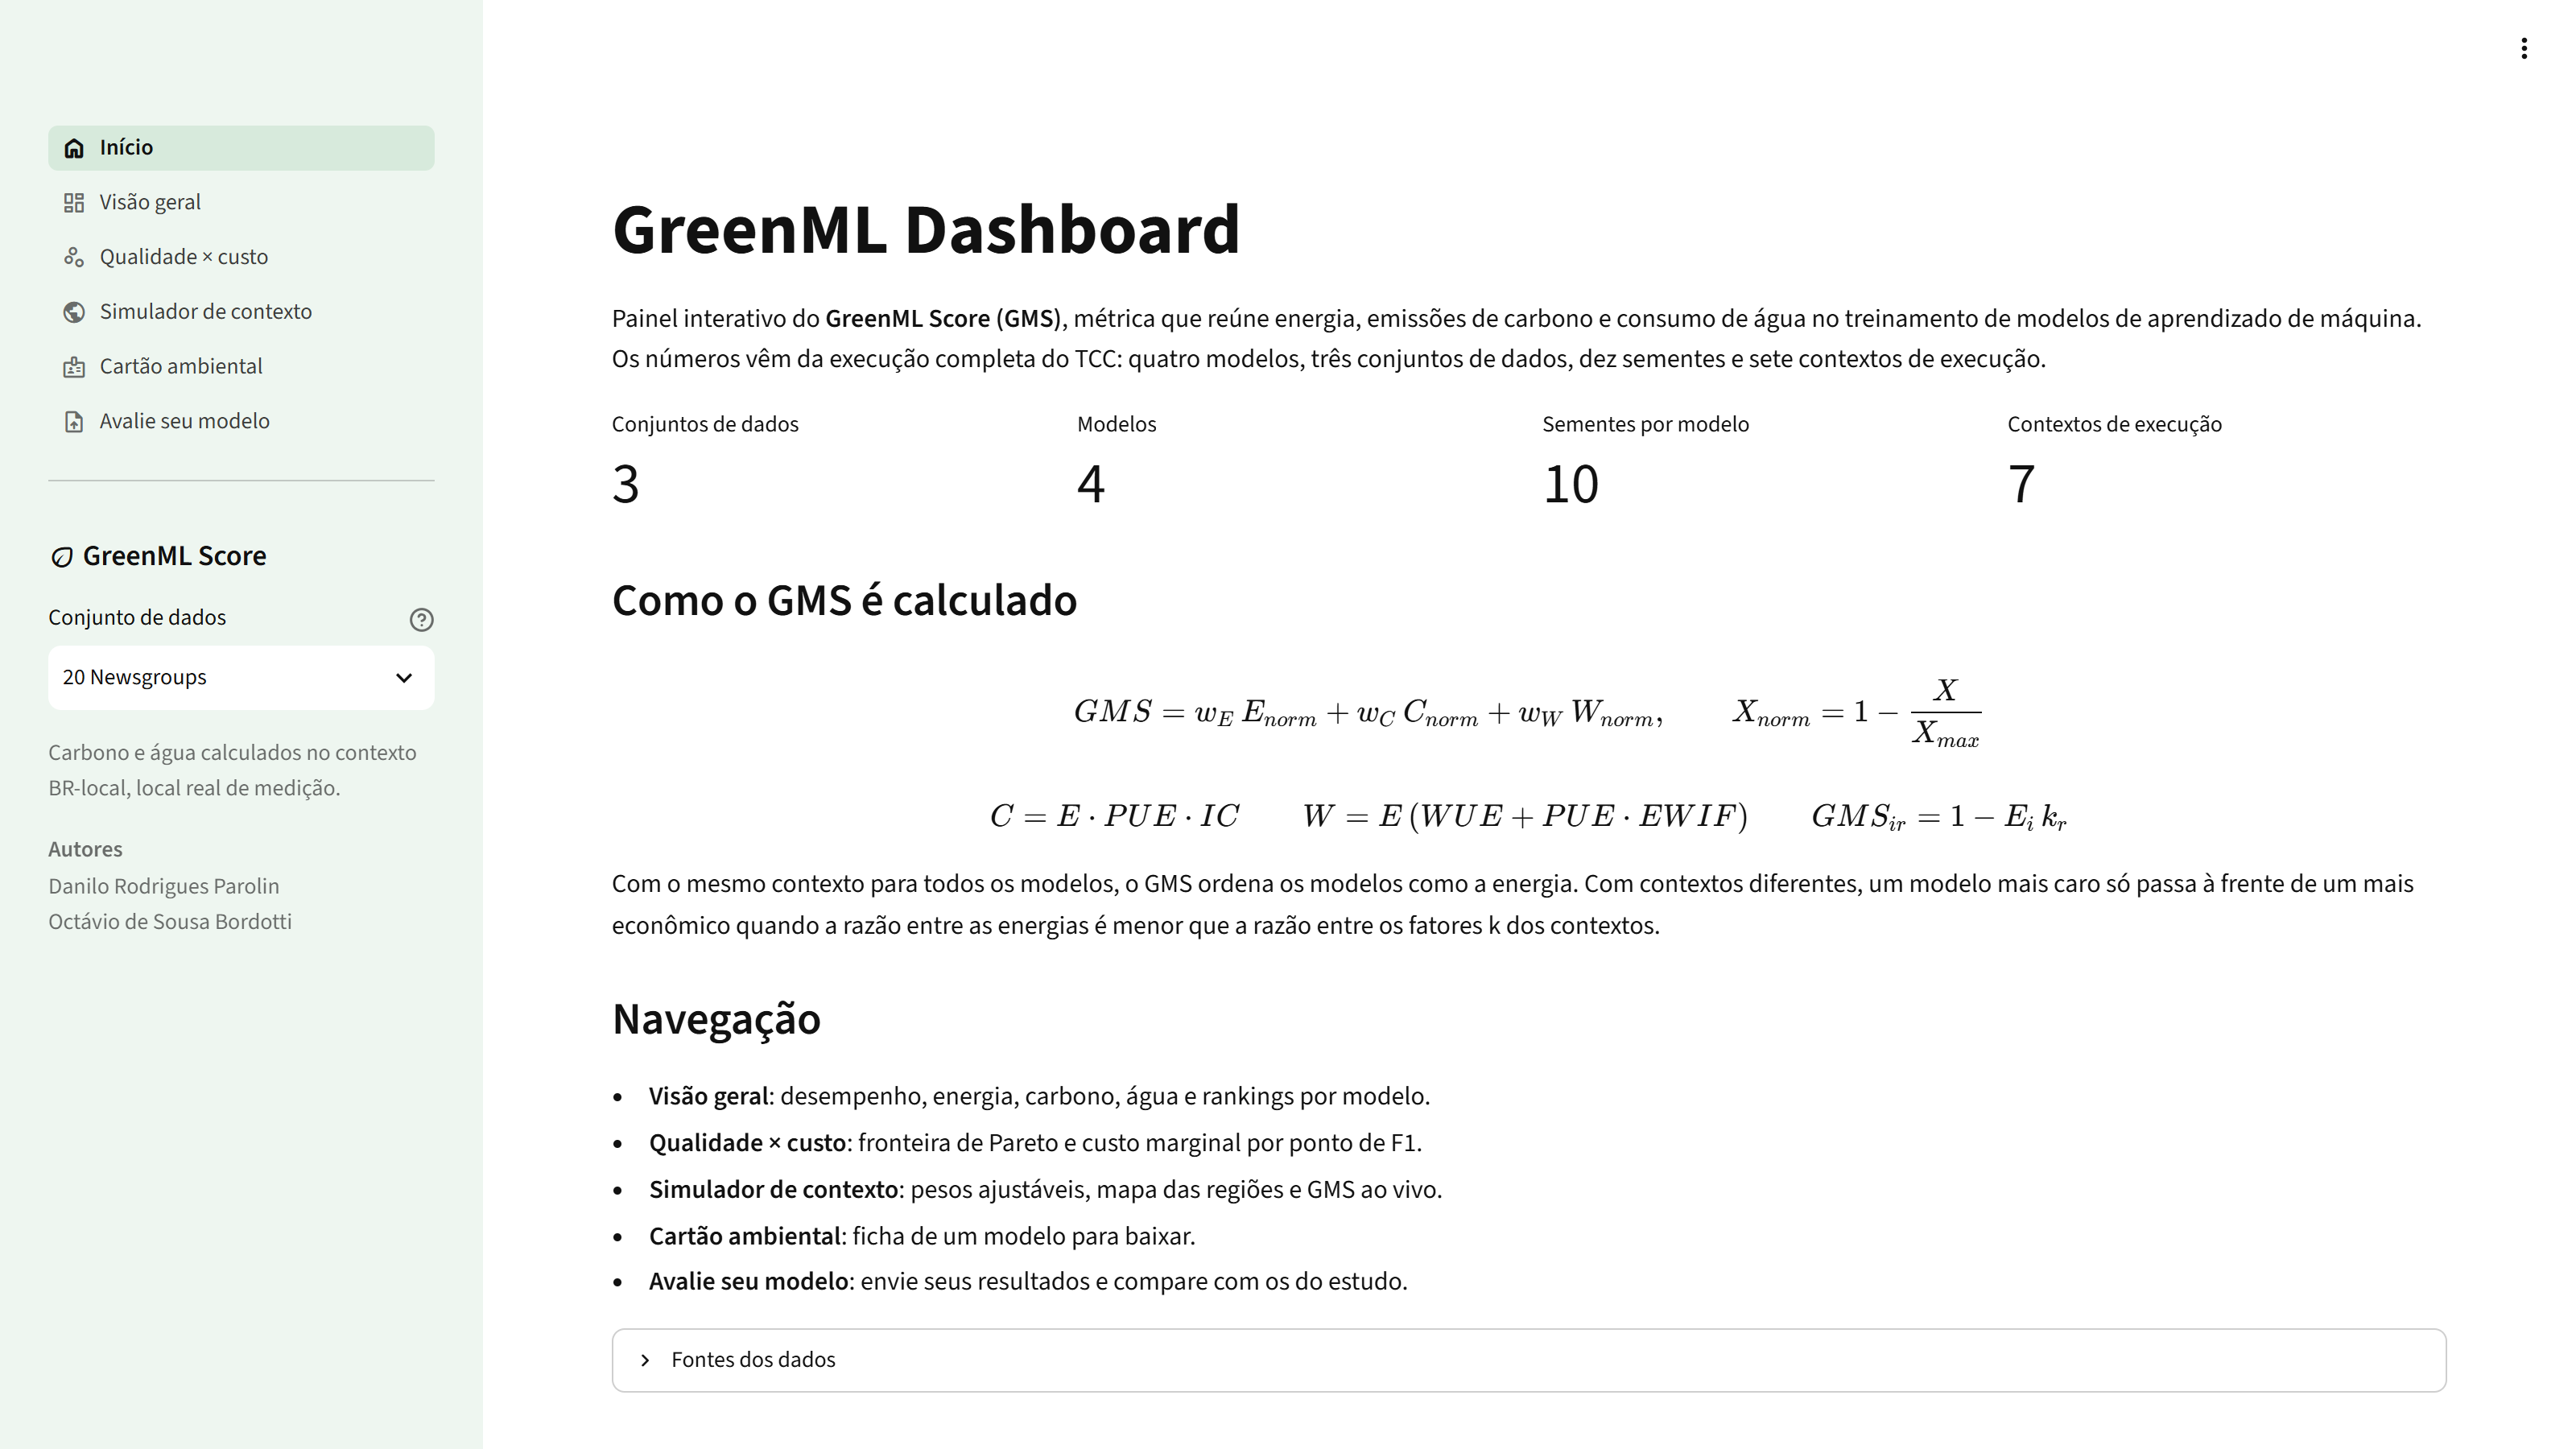 Início
Visão geral
Qualidade × custo
Simulador de contexto
Cartão ambiental
Avalie seu modelo
GreenML Score
Conjunto de dados
20 Newsgroups
Carbono e água calculados no contexto
BR-local, local real de medição.
Autores
Danilo Rodrigues Parolin
Octávio de Sousa Bordotti
GreenML Dashboard
Painel interativo do GreenML Score (GMS), métrica que reúne energia, emissões de carbono e consumo de água no treinamento de modelos de aprendizado de máquina.
Os números vêm da execução completa do TCC: quatro modelos, três conjuntos de dados, dez sementes e sete contextos de execução.
Conjuntos de dados Modelos Sementes por modelo Contextos de execução
3 4 10 7
Como o GMS é calculado
GMS = w_E E_norm + w_C C_norm + w_W W_norm, X_norm = 1 − X / X_max
C = E · PUE · IC W = E (WUE + PUE · EWIF) GMS_ir = 1 − E_i k_r
Com o mesmo contexto para todos os modelos, o GMS ordena os modelos como a energia. Com contextos diferentes, um modelo mais caro só passa à frente de um mais
econômico quando a razão entre as energias é menor que a razão entre os fatores k dos contextos.
Navegação
• Visão geral: desempenho, energia, carbono, água e rankings por modelo.
• Qualidade × custo: fronteira de Pareto e custo marginal por ponto de F1.
• Simulador de contexto: pesos ajustáveis, mapa das regiões e GMS ao vivo.
• Cartão ambiental: ficha de um modelo para baixar.
• Avalie seu modelo: envie seus resultados e compare com os do estudo.
Fontes dos dados